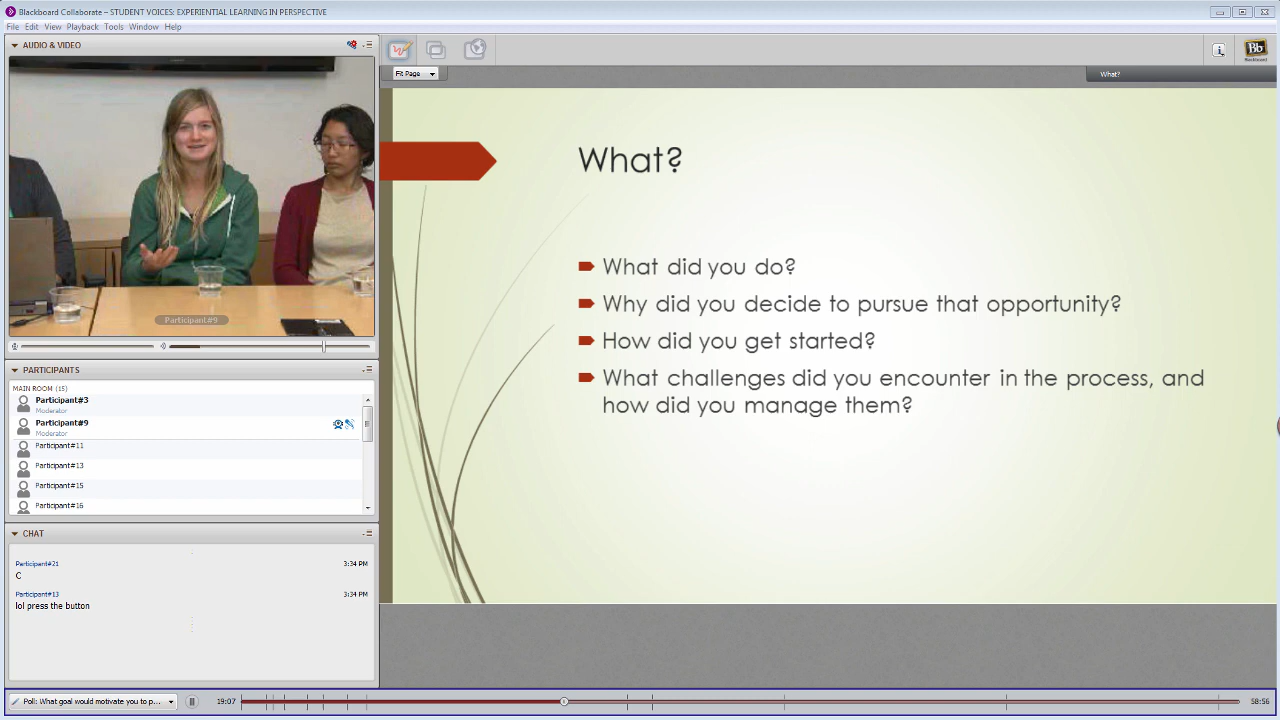 Blackboard Collaborate – STUDENT VOICES: EXPERIENTIAL LEARNING IN PERSPECTIVE
File Edit View Playback Tools Window Help
AUDIO & VIDEO
Participant#9
PARTICIPANTS
MAIN ROOM (15)
Participant#3
Moderator
Participant#9
Moderator
Participant#11
Participant#13
Participant#15
Participant#16
CHAT
Participant#21 3:34 PM
C
Participant#13 3:34 PM
lol press the button
Fit Page
What?
Bb
Blackboard
What?
What did you do?
Why did you decide to pursue that opportunity?
How did you get started?
What challenges did you encounter in the process, and
how did you manage them?
Poll: What goal would motivate you to p...
19:07
58:56